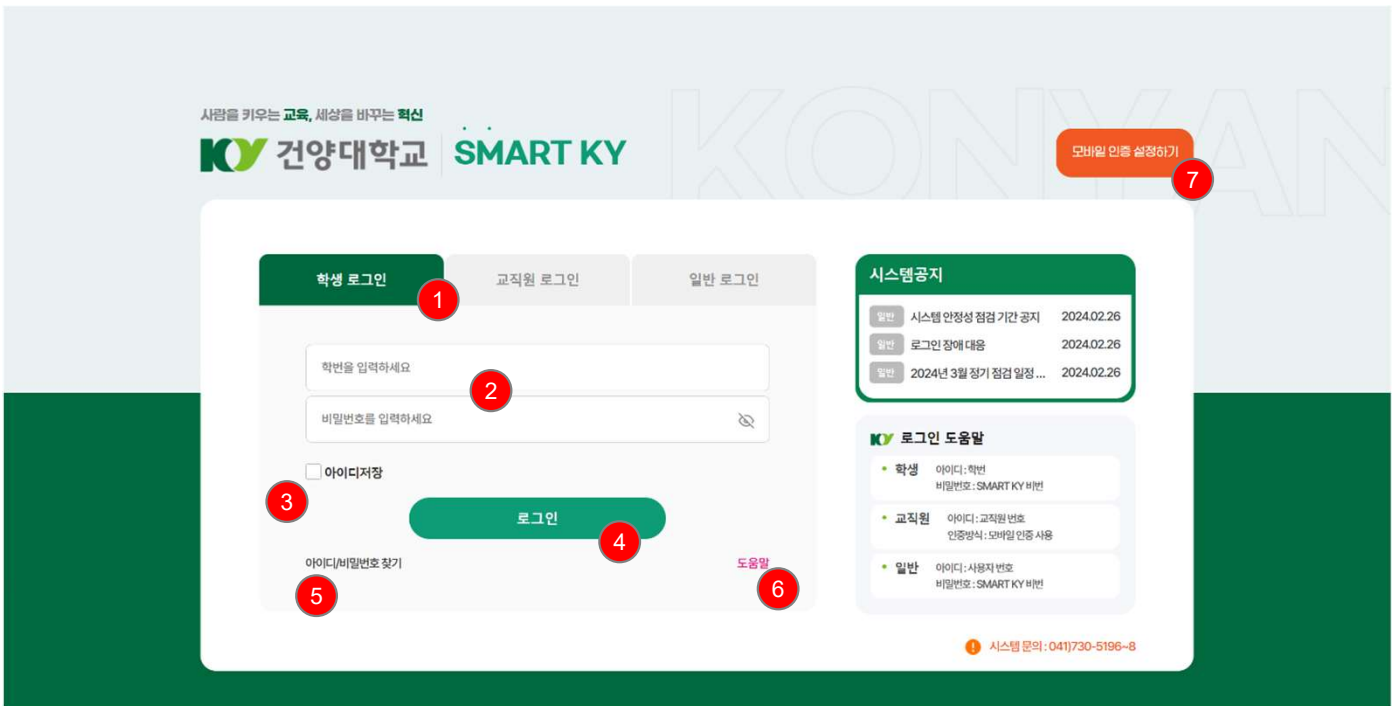 사람을 키우는 교육, 세상을 바꾸는 혁신
KY 건양대학교 SMART KY
KONYAN
모바일 인증 설정하기
7
학생 로그인 교직원 로그인 일반 로그인
1
학번을 입력하세요
2
비밀번호를 입력하세요
아이디저장
3
로그인
4
아이디/비밀번호 찾기 도움말
5 6
시스템공지
일반 시스템 안정성 점검 기간 공지 2024.02.26
일반 로그인 장애 대응 2024.02.26
일반 2024년 3월 정기 점검 일정 ... 2024.02.26
KY 로그인 도움말
• 학생 아이디 : 학번
비밀번호 : SMART KY 비번
• 교직원 아이디 : 교직원 번호
인증방식 : 모바일 인증 사용
• 일반 아이디 : 사용자 번호
비밀번호 : SMART KY 비번
! 시스템 문의 : 041)730-5196~8